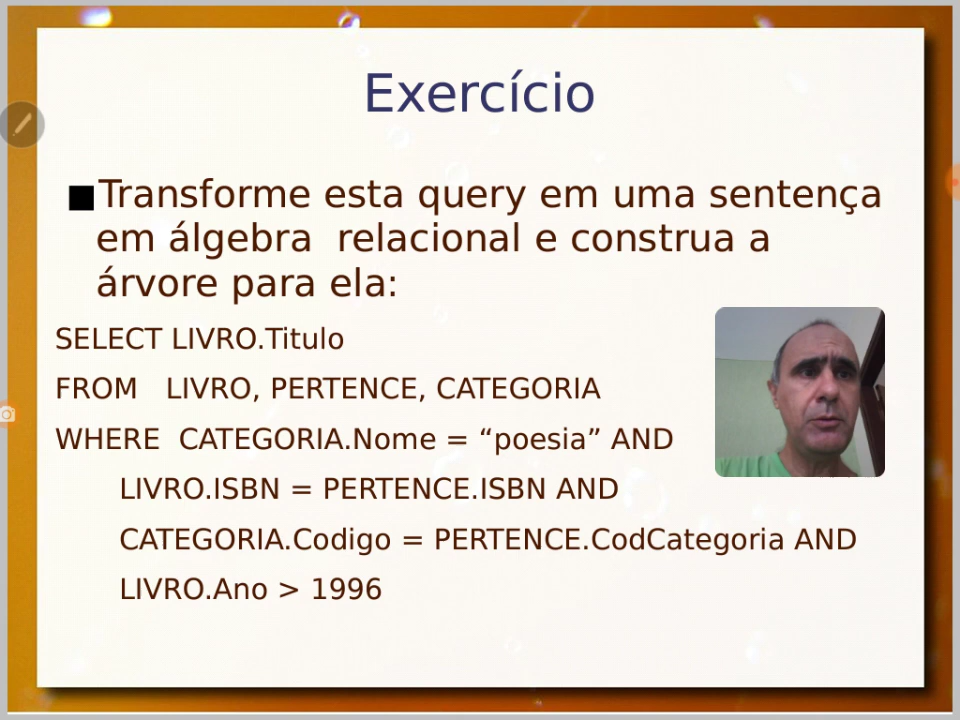 Exercício
Transforme esta query em uma sentença
em álgebra relacional e construa a
árvore para ela:
SELECT LIVRO.Titulo
FROM LIVRO, PERTENCE, CATEGORIA
WHERE CATEGORIA.Nome = “poesia” AND
LIVRO.ISBN = PERTENCE.ISBN AND
CATEGORIA.Codigo = PERTENCE.CodCategoria AND
LIVRO.Ano > 1996